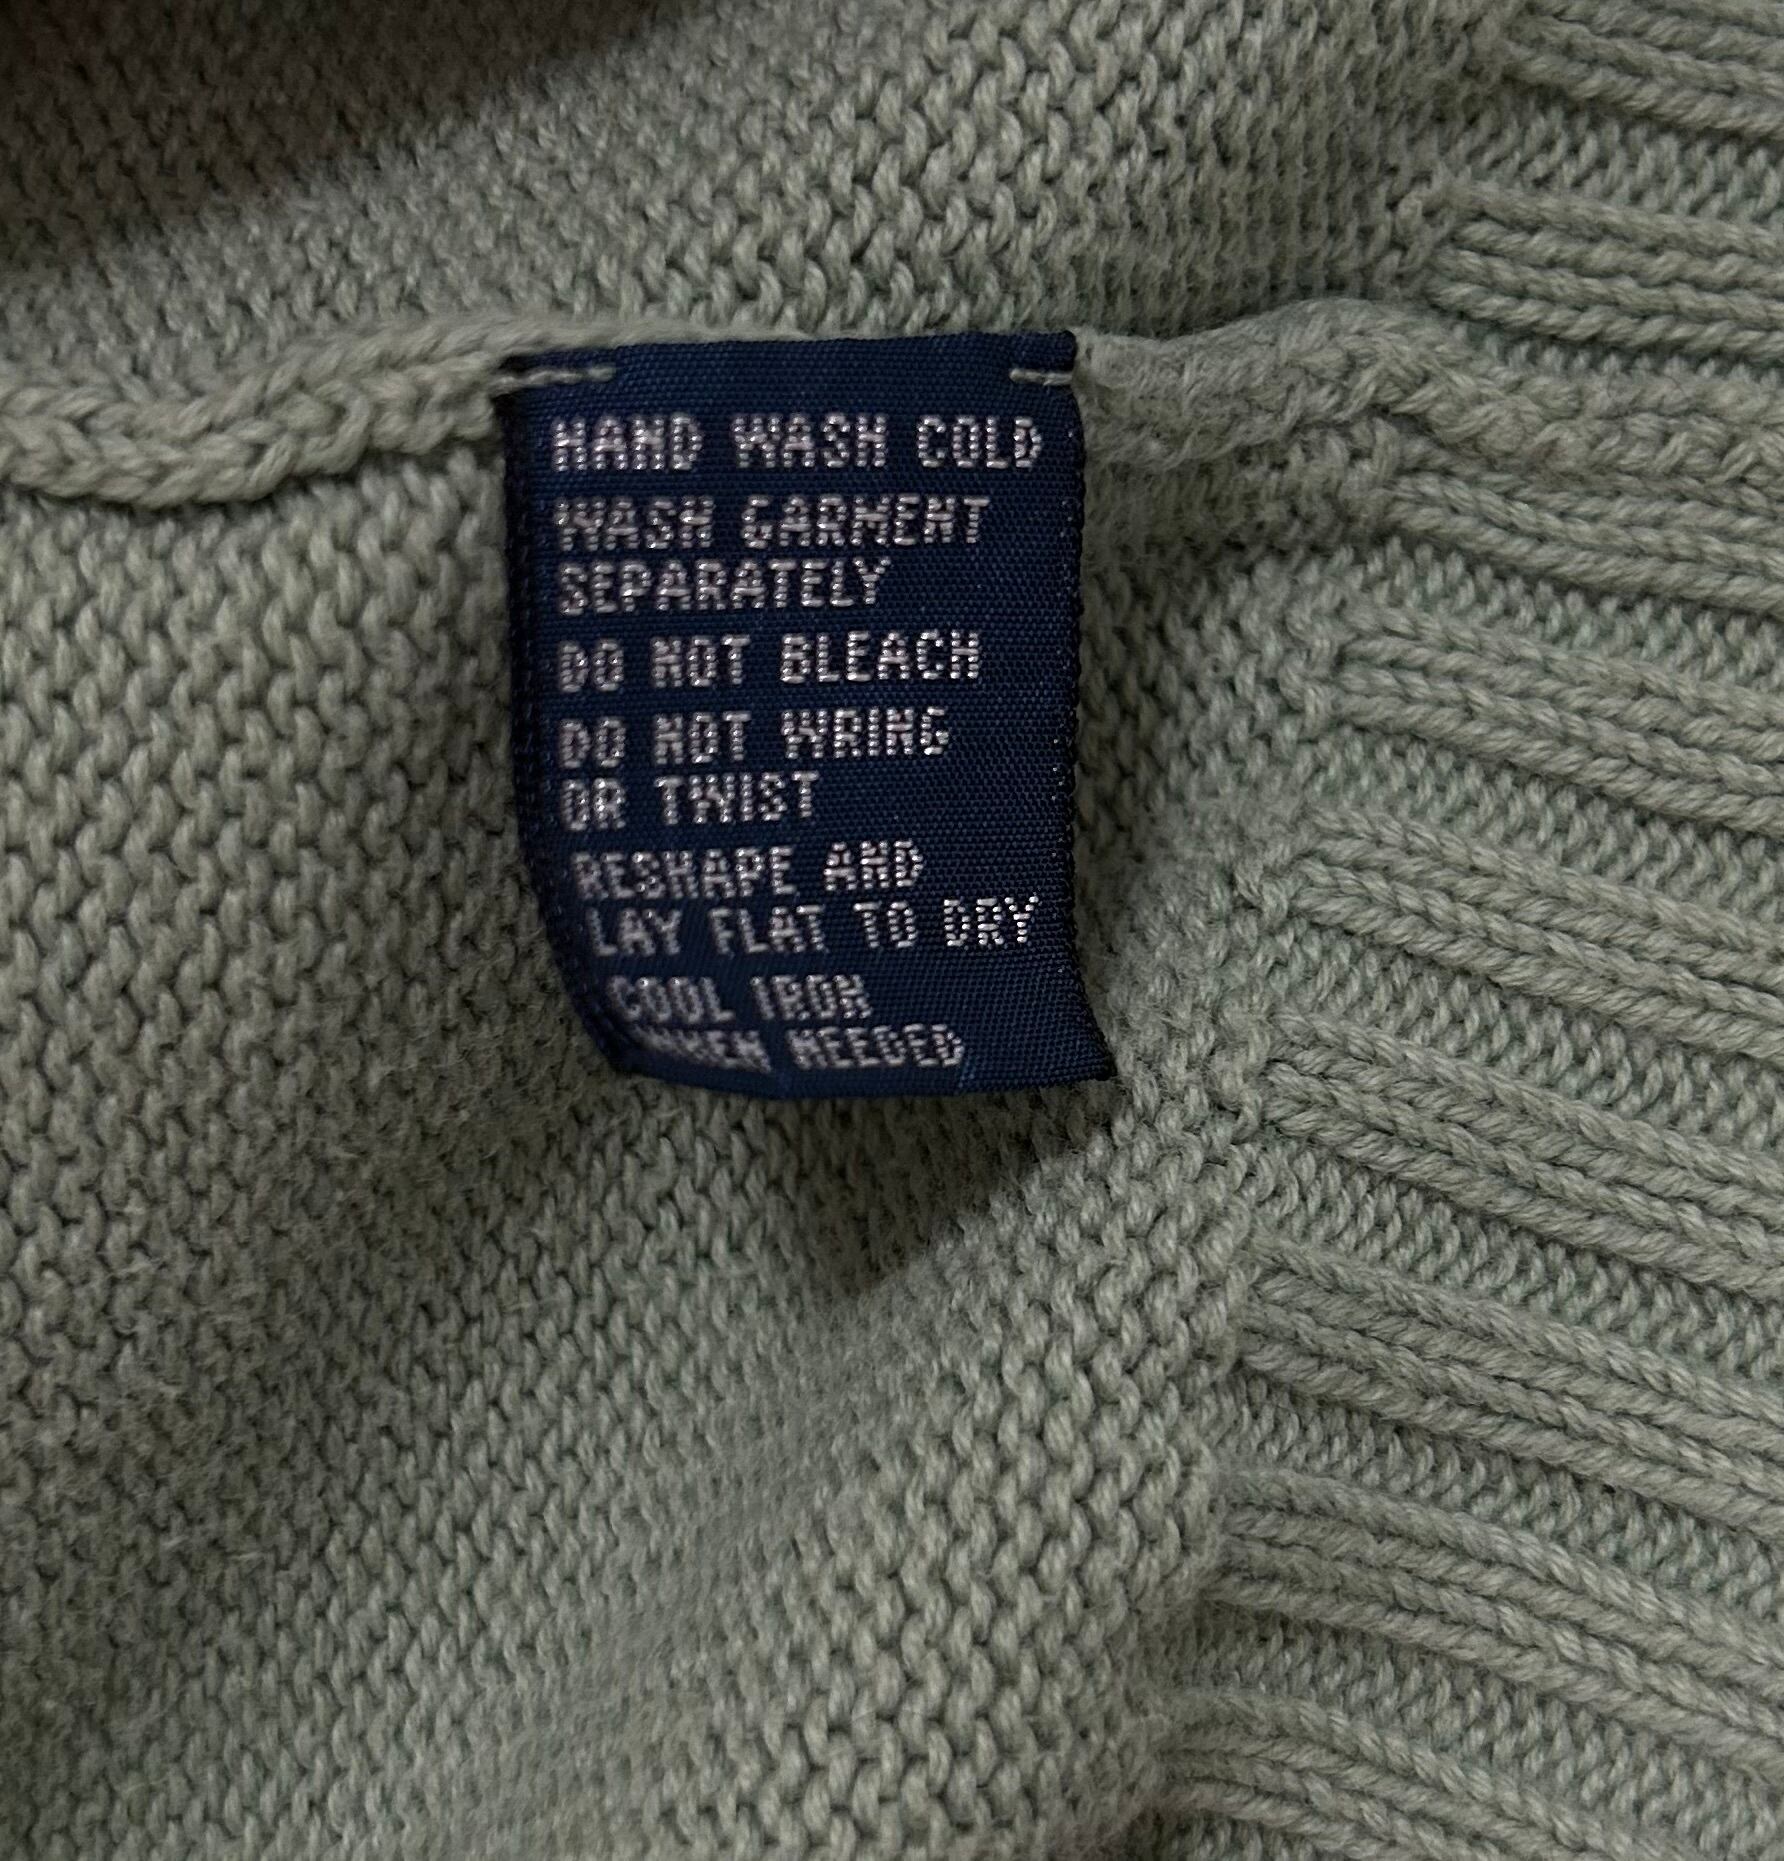 HAND WASH COLD
WASH GARMENT
SEPARATELY
DO NOT BLEACH
DO NOT WRING
OR TWIST
RESHAPE AND
LAY FLAT TO DRY
COOL IRON
WHEN NEEDED